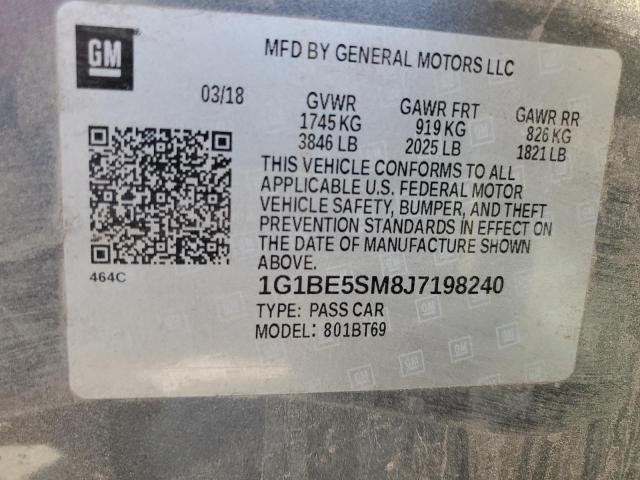 GM
MFD BY GENERAL MOTORS LLC
03/18
GVWR GAWR FRT GAWR RR
1745 KG 919 KG 826 KG
3846 LB 2025 LB 1821 LB
THIS VEHICLE CONFORMS TO ALL
APPLICABLE U.S. FEDERAL MOTOR
VEHICLE SAFETY, BUMPER, AND THEFT
PREVENTION STANDARDS IN EFFECT ON
THE DATE OF MANUFACTURE SHOWN
ABOVE.
464C
1G1BE5SM8J7198240
TYPE: PASS CAR
MODEL: 801BT69